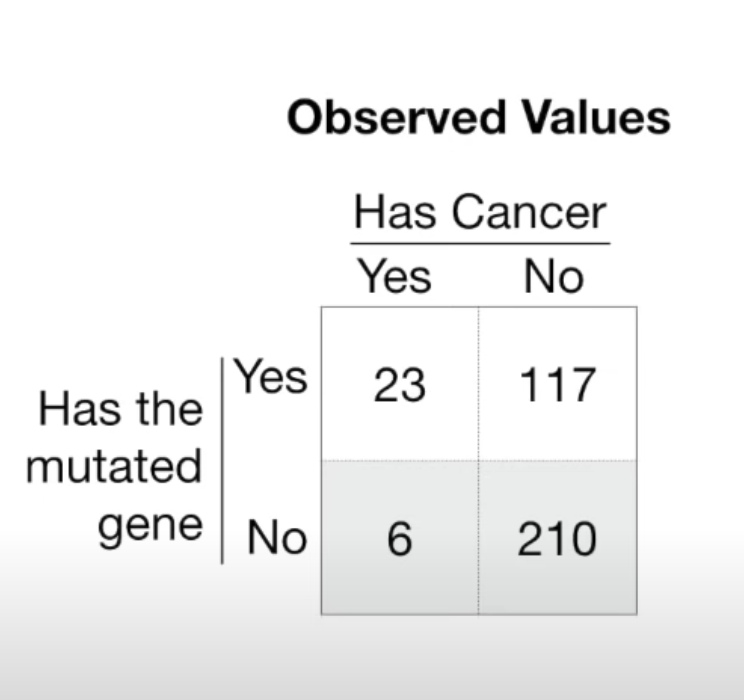 Observed Values
Has Cancer
Yes No
Yes 23 117
Has the
mutated
gene
No 6 210